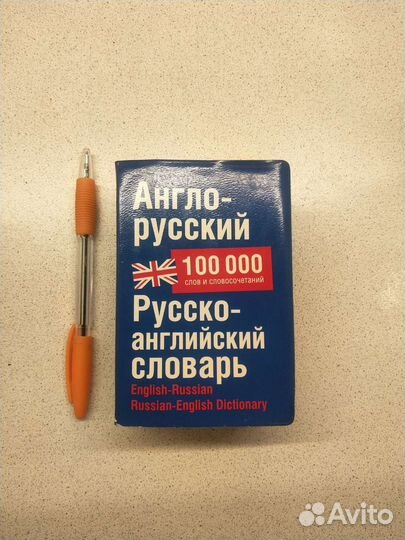 Англо-
русский
100 000
слов и словосочетаний
Русско-
английский
словарь
English-Russian
Russian-English Dictionary
Avito